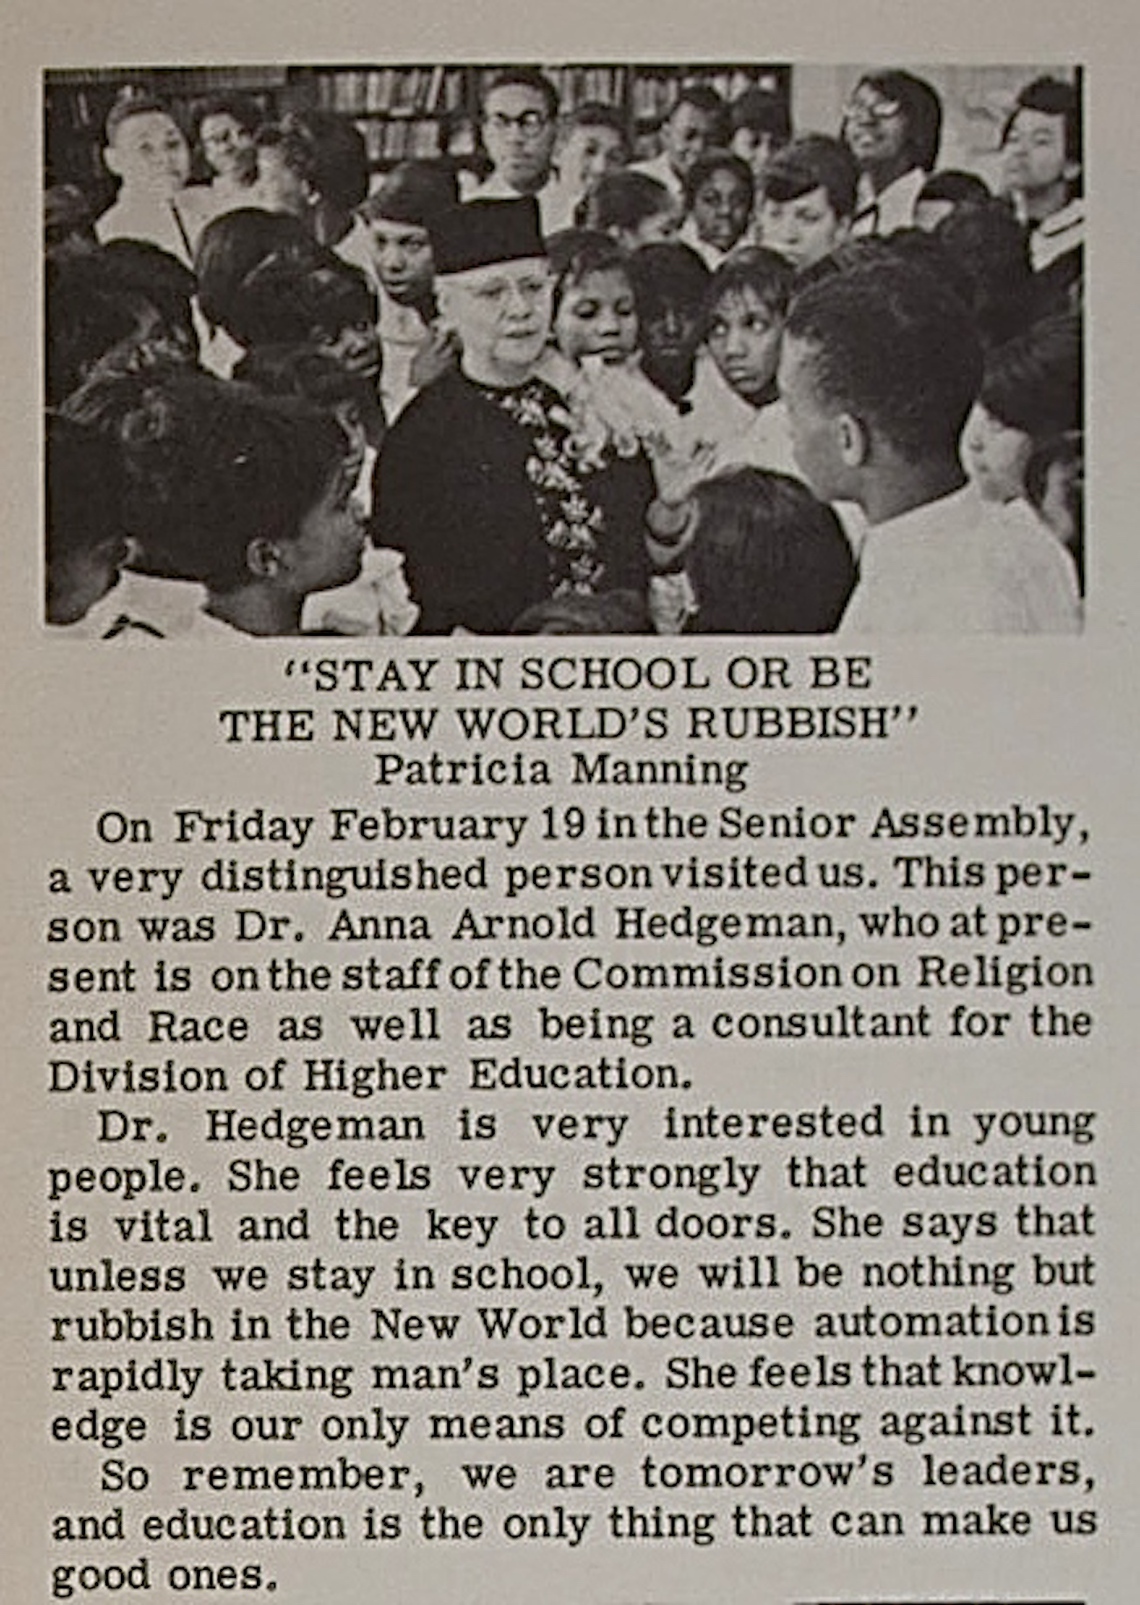 “STAY IN SCHOOL OR BE
THE NEW WORLD’S RUBBISH”
Patricia Manning
On Friday February 19 in the Senior Assembly,
a very distinguished person visited us. This per-
son was Dr. Anna Arnold Hedgeman, who at pre-
sent is on the staff of the Commission on Religion
and Race as well as being a consultant for the
Division of Higher Education.
Dr. Hedgeman is very interested in young
people. She feels very strongly that education
is vital and the key to all doors. She says that
unless we stay in school, we will be nothing but
rubbish in the New World because automation is
rapidly taking man’s place. She feels that knowl-
edge is our only means of competing against it.
So remember, we are tomorrow’s leaders,
and education is the only thing that can make us
good ones.